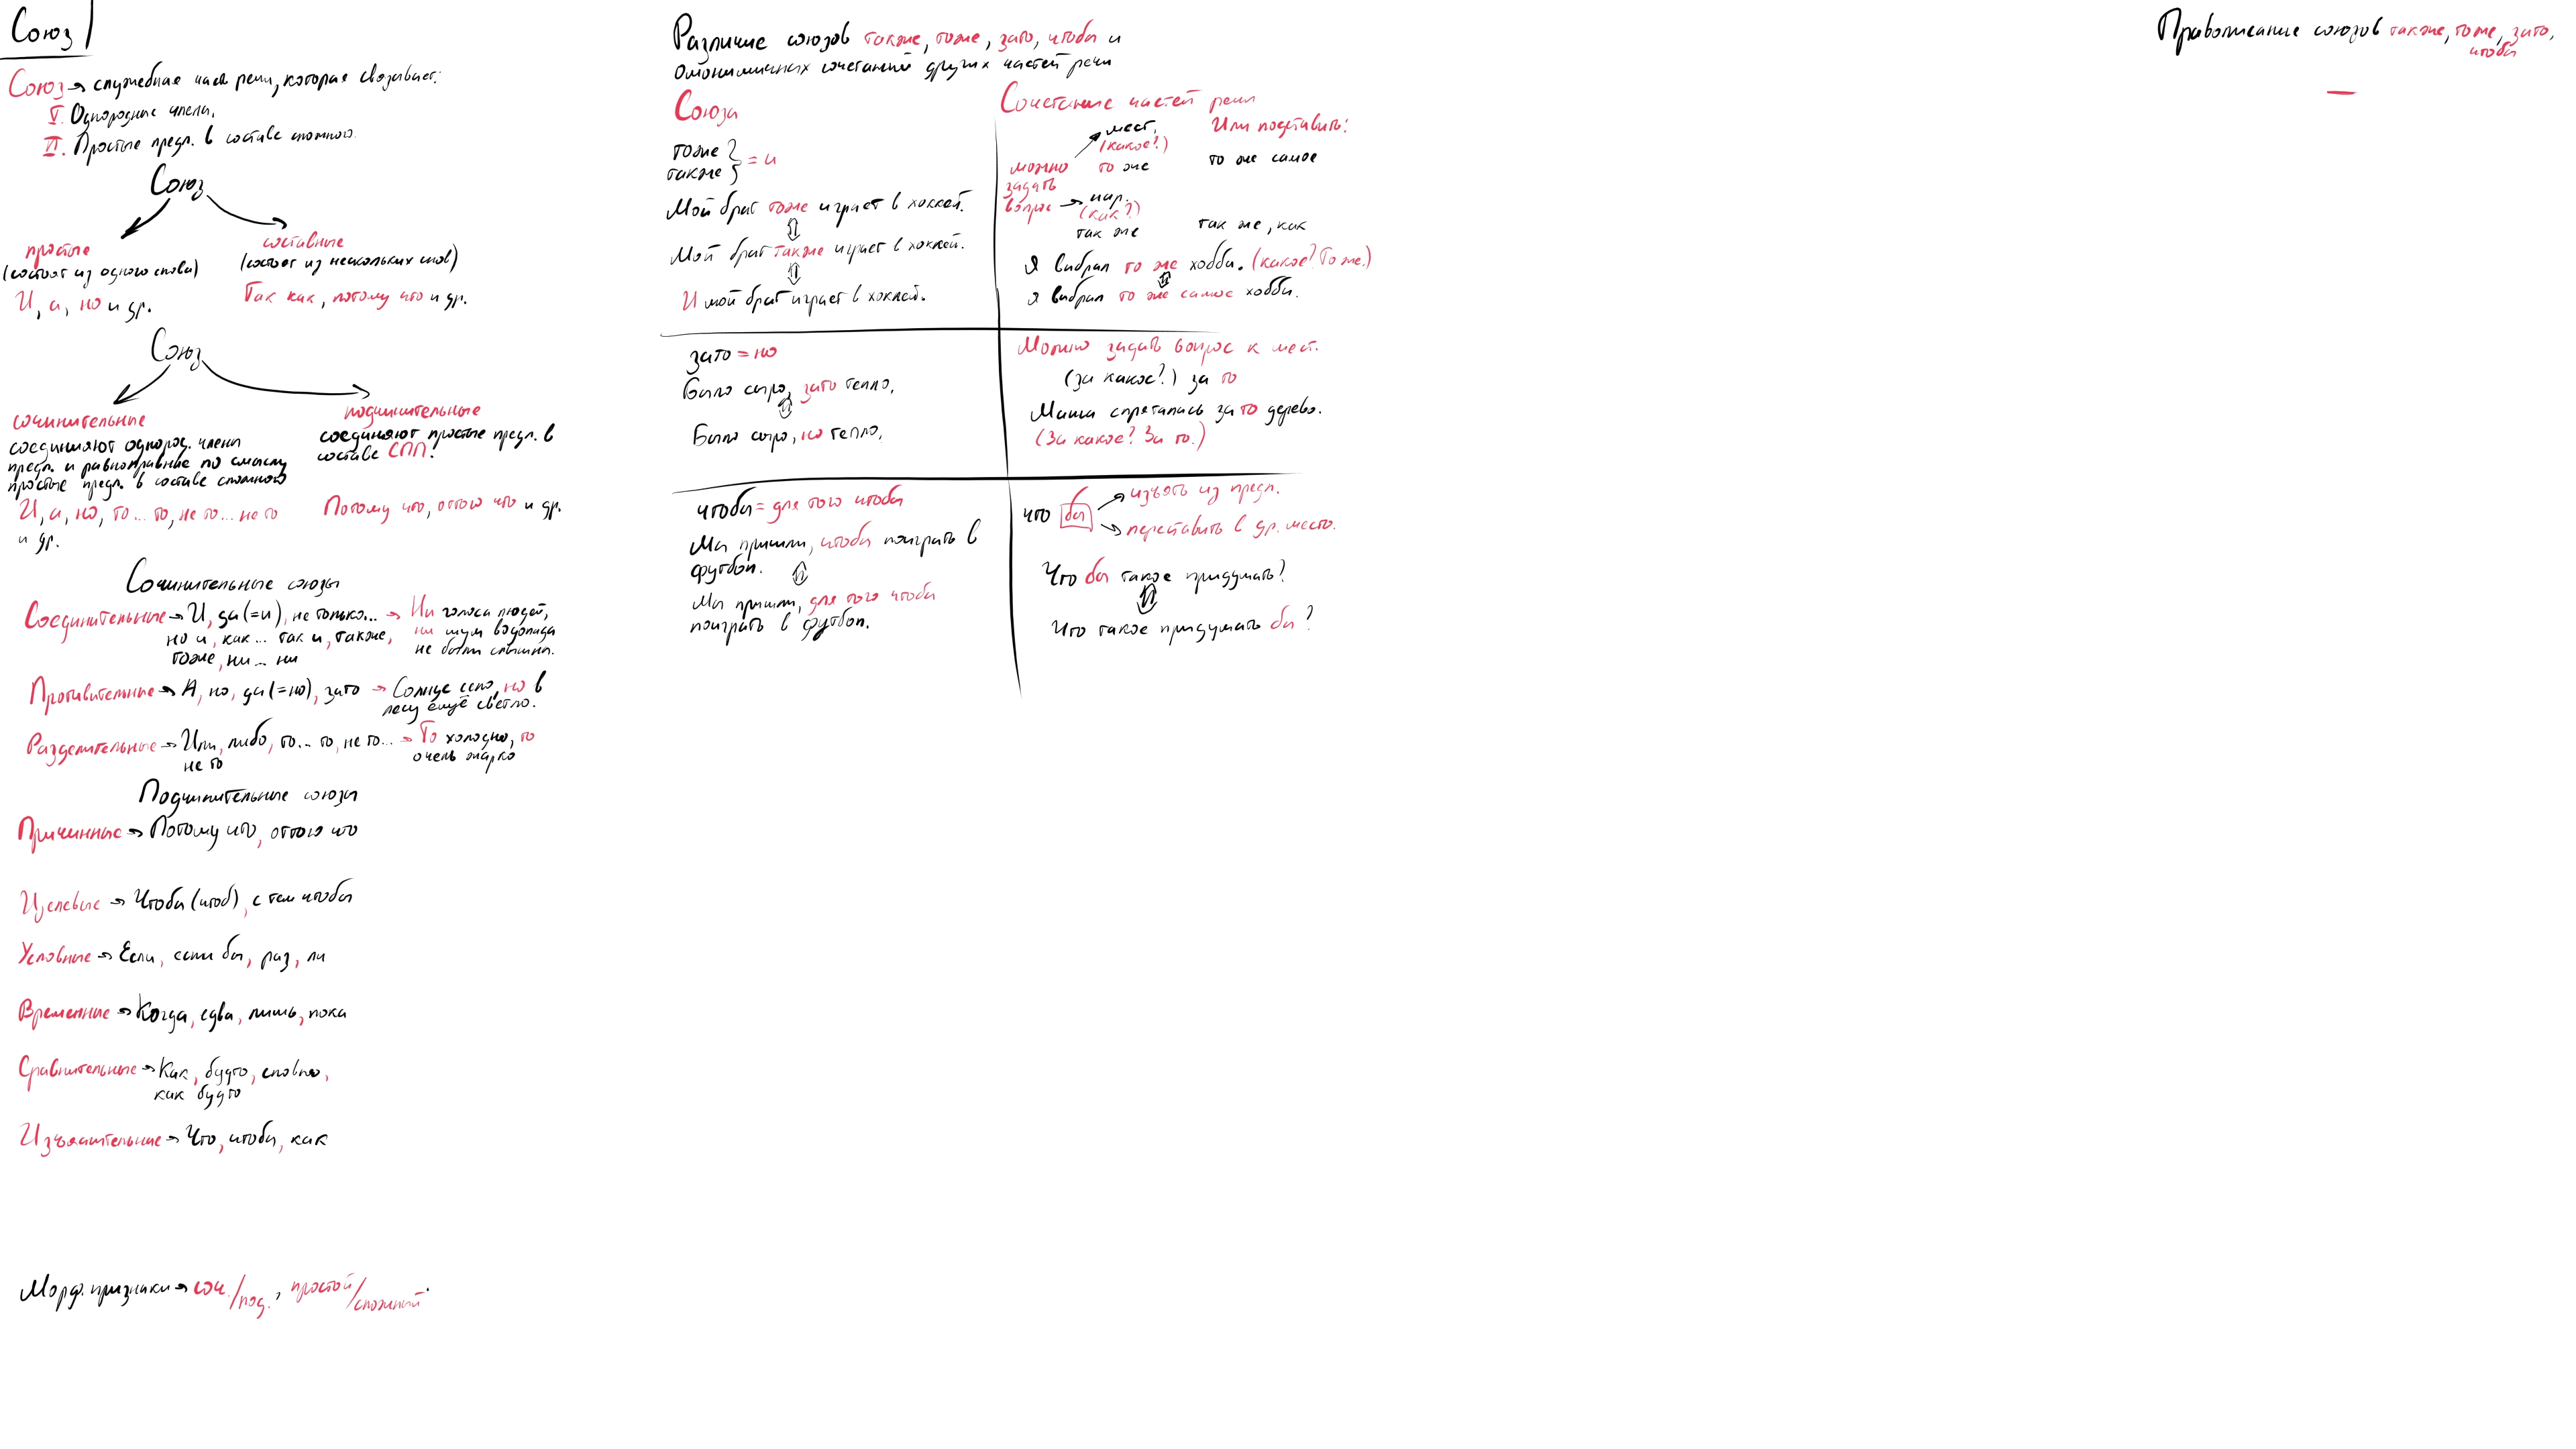 Союз
Союз → служебная часть речи, которая связывает:
I. Однородные члены,
II. Простые предл. в составе сложного.
Союз
простые
(состоят из одного слова)
И, а, но и др.
составные
(состоят из нескольких слов)
Так как, потому что и др.
Союз
сочинительные
соединяют однород. члены
предл. и равноправные по смыслу
простые предл. в составе сложного
И, а, но, то... то, не то... не то
и др.
подчинительные
соединяют простые предл. в
составе СПП!
Потому что, оттого что и др.
Сочинительные союзы
Соединительные → И, да (=и), не только... → Ни голоса людей,
но и, как... так и, также, ни шум водопада
тоже, ни... ни не были слышны.
Противительные → А, но, да (=но), зато → Солнце село, но в
лесу ещё светло.
Разделительные → Или, либо, то... то, не то... → То холодно, то
не то очень жарко
Подчинительные союзы
Причинные → Потому что, оттого что
Целевые → Чтобы (чтоб), с тем чтобы
Условные → Если, если бы, раз, ли
Временные → Когда, едва, лишь, пока
Сравнительные → Как, будто, словно,
как будто
Изъяснительные → Что, чтобы, как
Морф. признаки → соч./под., простой/сложный.
Различие союзов также, тоже, зато, чтобы и
омонимичных сочетаний других частей речи
Союзы
тоже
также } = и
Мой брат тоже играет в хоккей.
Мой брат также играет в хоккей.
И мой брат играет в хоккей.
Сочетание частей речи
мест.
(какое?)
можно
задать
вопрос
то же
нар.
(как?)
так же
Или поставить:
то же самое
так же, как
Я выбрал то же хобби. (какое? То же.)
Я выбрал то же самое хобби.
зато = но
Было сыро, зато тепло.
Было сыро, но тепло.
Можно задать вопрос к мест.
(за какое?) за то
Маша спряталась за то дерево.
(За какое? За то.)
чтобы = для того чтобы
Мы пришли, чтобы поиграть в
футбол.
Мы пришли, для того чтобы
поиграть в футбол.
что бы
изъять из предл.
переставить в др. место.
Что бы такое придумать?
Что такое придумать бы?
Правописание союзов также, тоже, зато,
чтобы